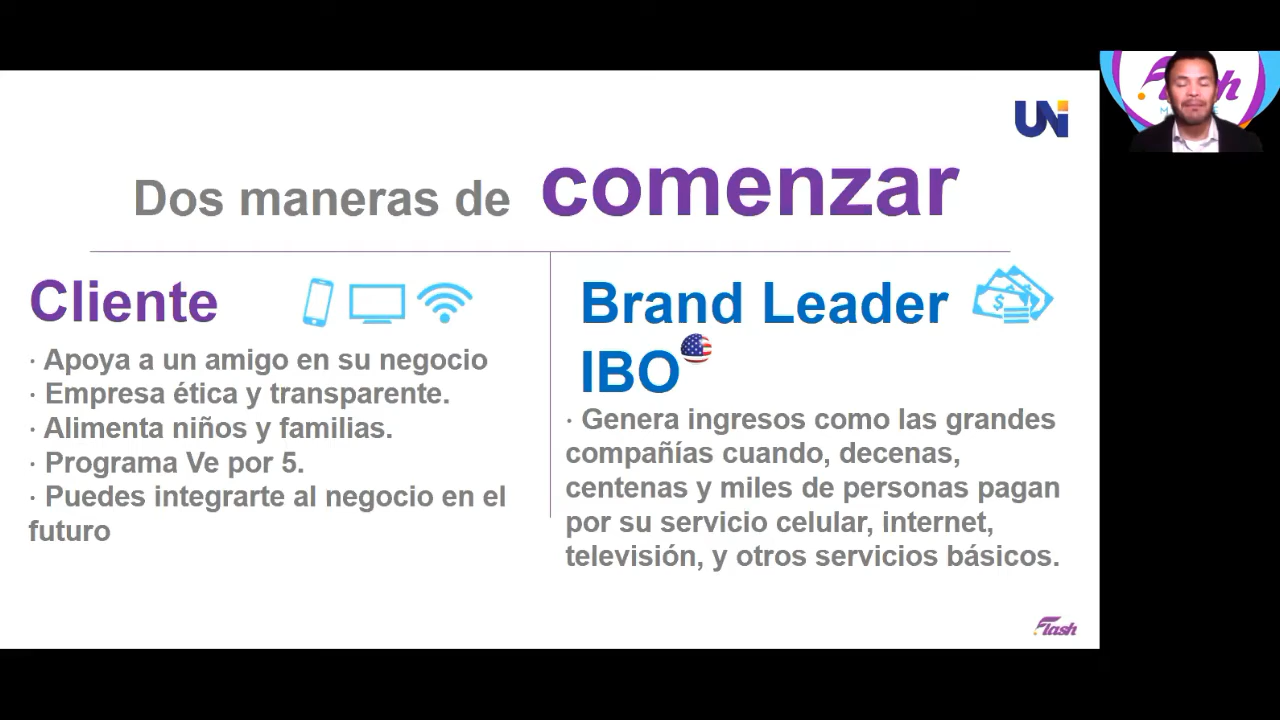 UNi
Dos maneras de comenzar
Cliente
· Apoya a un amigo en su negocio
· Empresa ética y transparente.
· Alimenta niños y familias.
· Programa Ve por 5.
· Puedes integrarte al negocio en el
futuro
Brand Leader
IBO
· Genera ingresos como las grandes
compañías cuando, decenas,
centenas y miles de personas pagan
por su servicio celular, internet,
televisión, y otros servicios básicos.
Flash
Flash